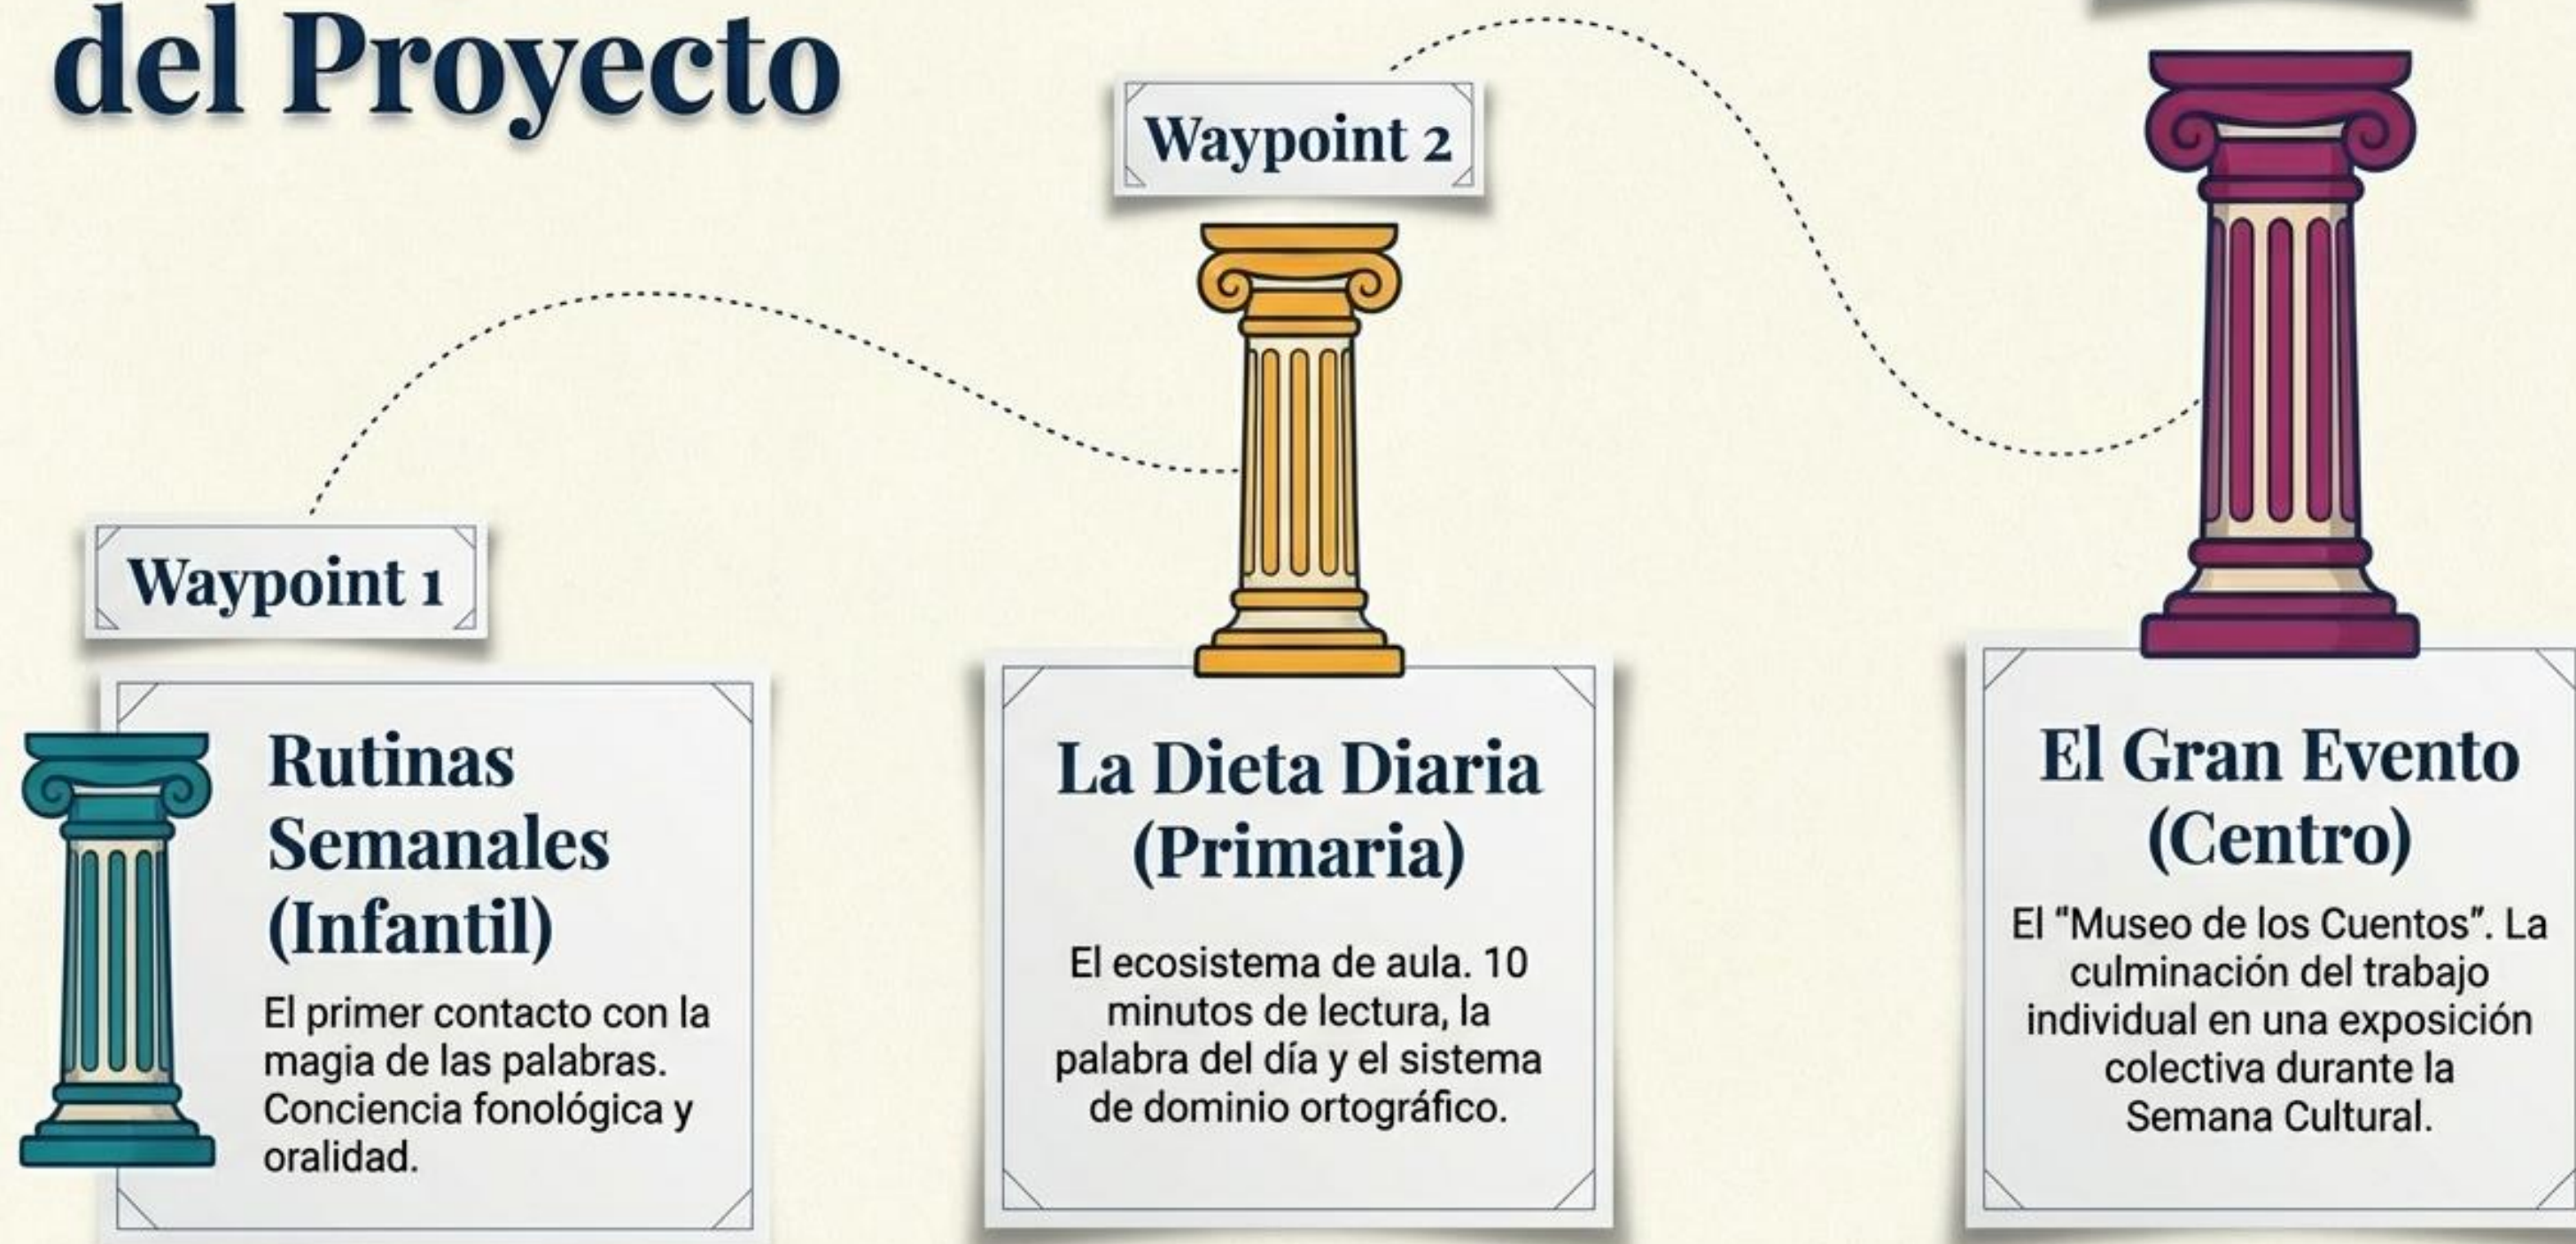 del Proyecto
Waypoint 1
Rutinas
Semanales
(Infantil)
El primer contacto con la
magia de las palabras.
Conciencia fonológica y
oralidad.
Waypoint 2
La Dieta Diaria
(Primaria)
El ecosistema de aula. 10
minutos de lectura, la
palabra del día y el sistema
de dominio ortográfico.
El Gran Evento
(Centro)
El “Museo de los Cuentos”. La
culminación del trabajo
individual en una exposición
colectiva durante la
Semana Cultural.